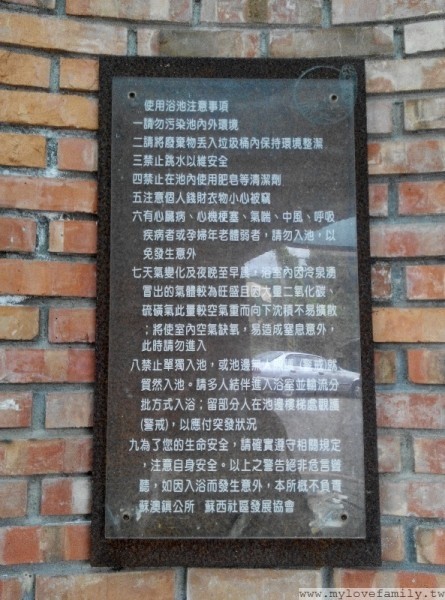 使用浴池注意事項
一請勿污染池內外環境
二請將廢棄物丟入垃圾桶內保持環境整潔
三禁止跳水以維安全
四禁止在池內使用肥皂等清潔劑
五注意個人錢財衣物小心被竊
六有心臟病、心機梗塞、氣喘、中風、呼吸
疾病者或孕婦年老體弱者，請勿入池，以
免發生意外
七天氣變化及夜晚至早晨，浴室內因冷泉湧
冒出的氣體較為旺盛且因大量二氧化碳、
硫磺氣此量較空氣重而向下沈積不易擴散
；將使室內空氣缺氧，易造成窒息意外，
此時請勿進入
八禁止單獨入池，或池邊無人
貿然入池。請多人結伴進入浴室並輪流分
批方式入浴；留部分人在池邊樓梯處觀護
(警戒)，以應付突發狀況
九為了您的生命安全，請確實遵守相關規定
，注意自身安全。以上之警告絕非危言聳
聽，如因入浴而發生意外，本所概不負責
蘇澳鎮公所 蘇西社區發展協會
www.mylovefamily.tw